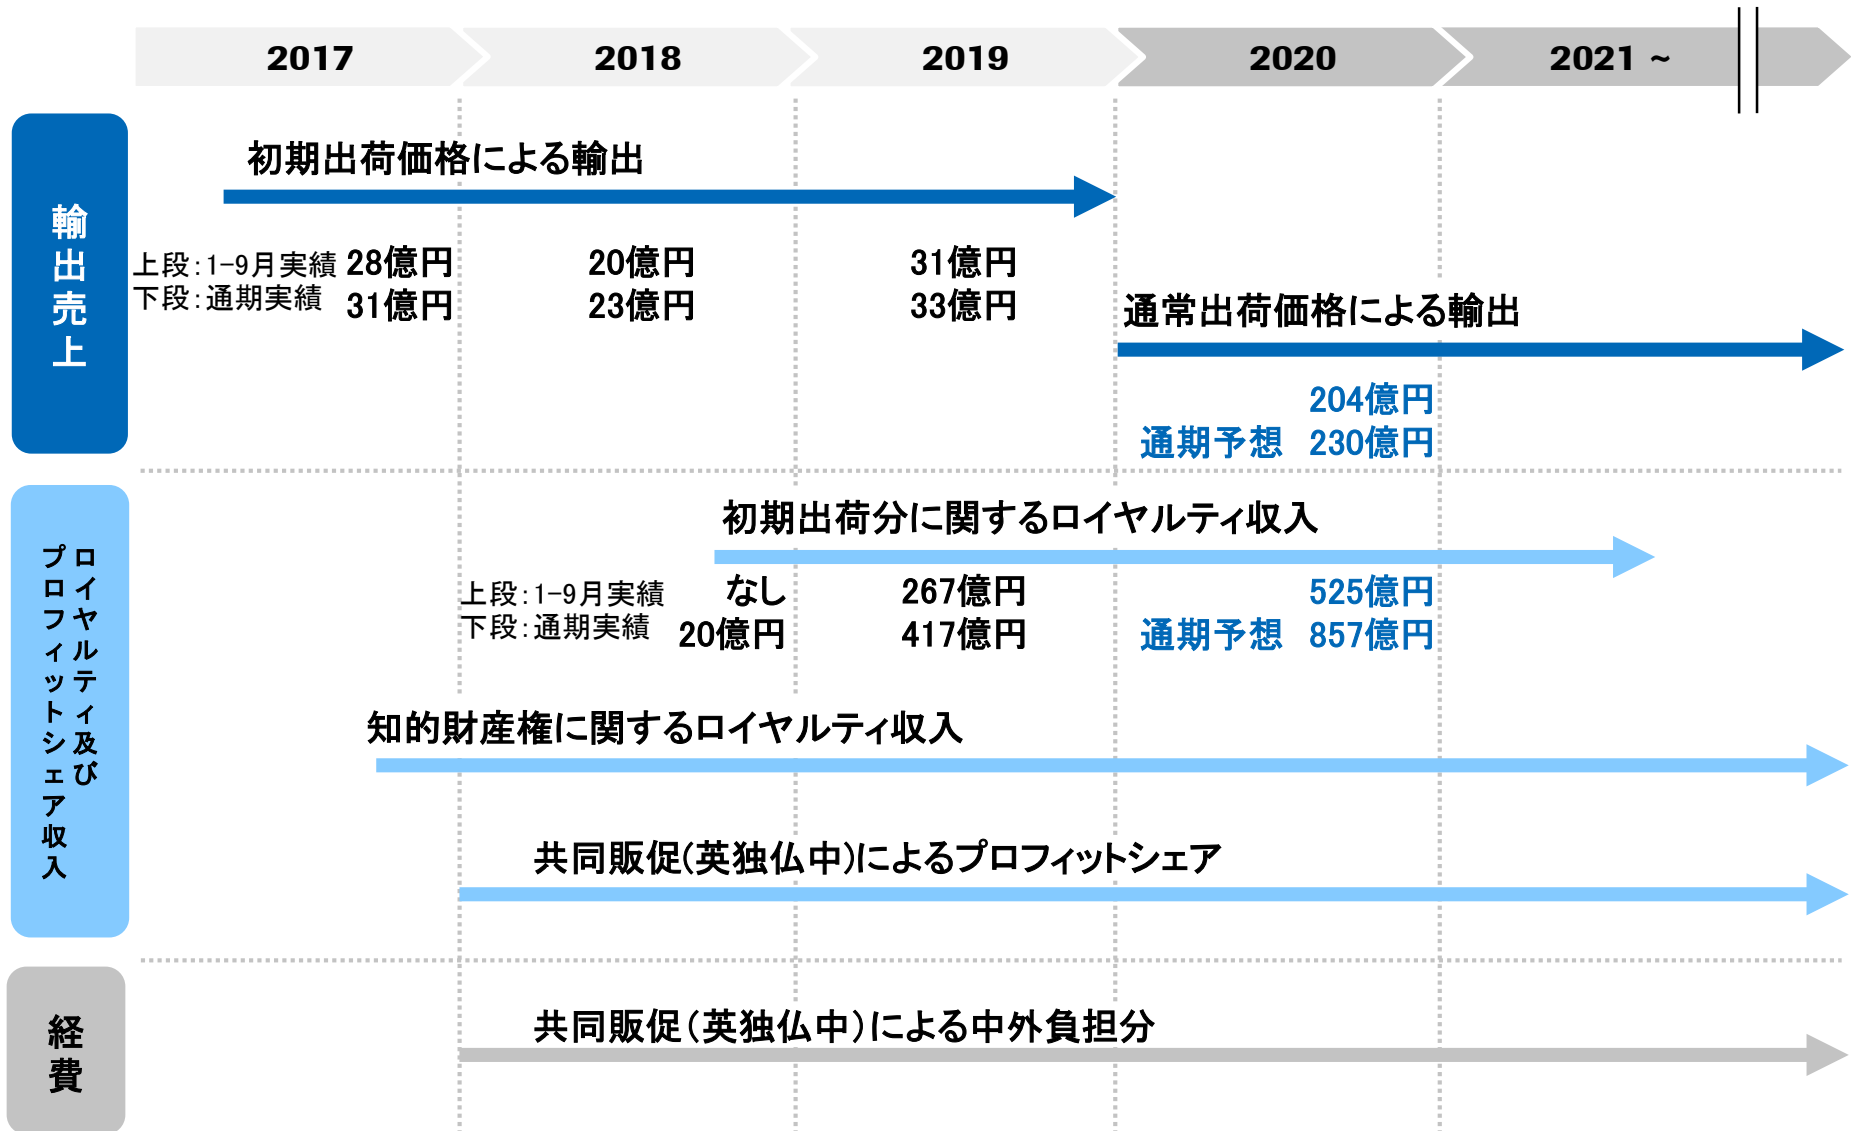 2017
2018
2019
2020
2021 ~
輸出売上
初期出荷価格による輸出
上段:1-9月実績 28億円 20億円 31億円
下段:通期実績 31億円 23億円 33億円
通常出荷価格による輸出
204億円
通期予想 230億円
ロイヤルティ及び
プロフィットシェア収入
初期出荷分に関するロイヤルティ収入
上段:1-9月実績 なし 267億円 525億円
下段:通期実績 20億円 417億円 通期予想 857億円
知的財産権に関するロイヤルティ収入
共同販促(英独仏中)によるプロフィットシェア
経費
共同販促(英独仏中)による中外負担分